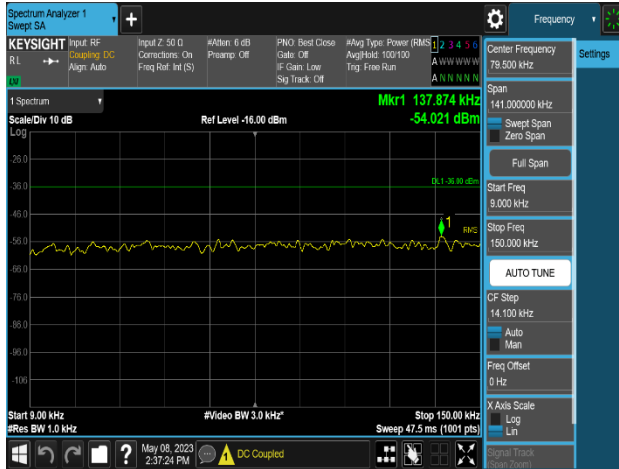 Spectrum Analyzer 1
Swept SA
+
Frequency
KEYSIGHT
RL
Input: RF
Coupling: DC
Align: Auto
Input Z: 50 Ω
Corrections: On
Freq Ref: Int (S)
#Atten: 6 dB
Preamp: Off
PNO: Best Close
Gate: Off
IF Gain: Low
Sig Track: Off
#Avg Type: Power (RMS
Avg|Hold: 100/100
Trig: Free Run
1 2 3 4 5 6
A W W W W W
A N N N N N
Settings
Center Frequency
79.500 kHz
Span
141.000000 kHz
Swept Span
Zero Span
Full Span
Start Freq
9.000 kHz
Stop Freq
150.000 kHz
AUTO TUNE
CF Step
14.100 kHz
Auto
Man
Freq Offset
0 Hz
X Axis Scale
Log
Lin
Signal Track
(Span Zoom)
1 Spectrum
Scale/Div 10 dB
Ref Level -16.00 dBm
Mkr1 137.874 kHz
-54.021 dBm
Log
-26.0
-36.0
DL1 -36.00 dBm
-46.0
1
RMS
-56.0
-66.0
-76.0
-86.0
-96.0
-106
Start 9.00 kHz
#Video BW 3.0 kHz*
Stop 150.00 kHz
#Res BW 1.0 kHz
Sweep 47.5 ms (1001 pts)
?
May 08, 2023
2:37:24 PM
DC Coupled